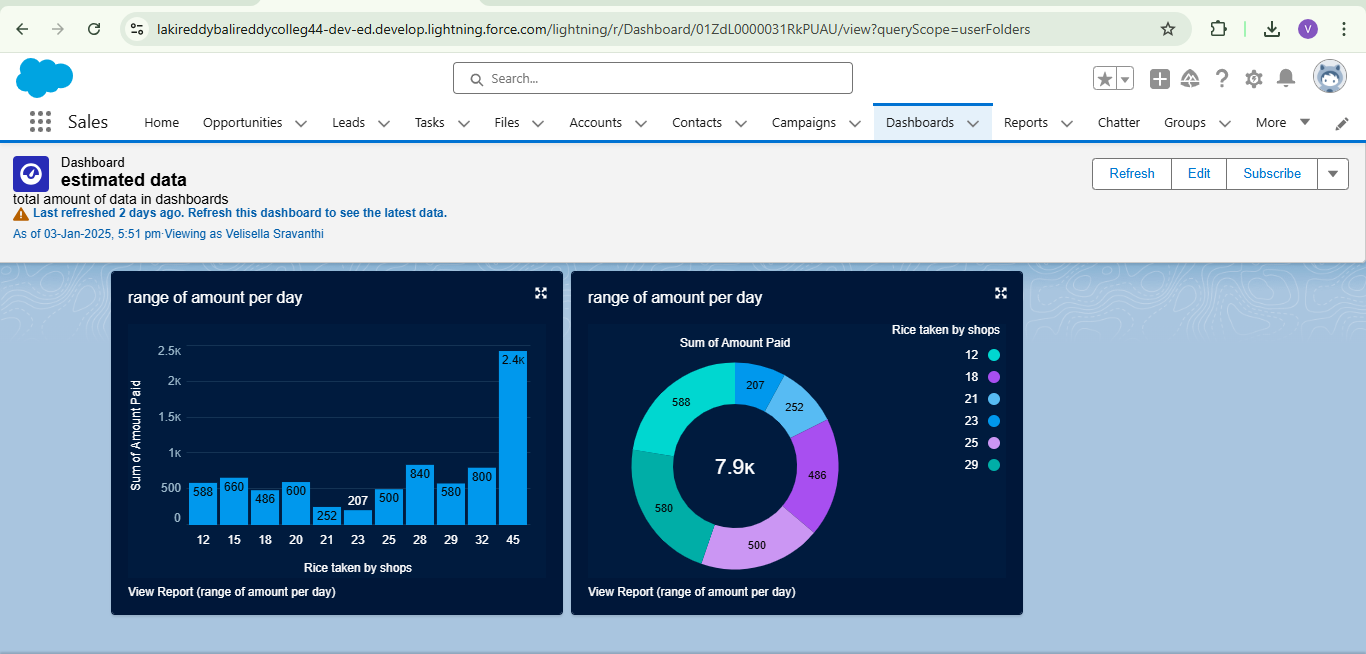 lakireddybalireddycolleg44-dev-ed.develop.lightning.force.com/lightning/r/Dashboard/01ZdL0000031RkPUAU/view?queryScope=userFolders
V
Search...
Sales
Home
Opportunities
Leads
Tasks
Files
Accounts
Contacts
Campaigns
Dashboards
Reports
Chatter
Groups
More
Dashboard
estimated data
total amount of data in dashboards
Last refreshed 2 days ago. Refresh this dashboard to see the latest data.
As of 03-Jan-2025, 5:51 pm·Viewing as Velisella Sravanthi
Refresh
Edit
Subscribe
range of amount per day
Sum of Amount Paid
2.5K
2K
1.5K
1K
500
0
588
660
486
600
252
207
500
840
580
800
2.4K
12 15 18 20 21 23 25 28 29 32 45
Rice taken by shops
View Report (range of amount per day)
range of amount per day
Rice taken by shops
Sum of Amount Paid
12
18
21
23
25
29
207
252
486
500
580
588
7.9K
View Report (range of amount per day)